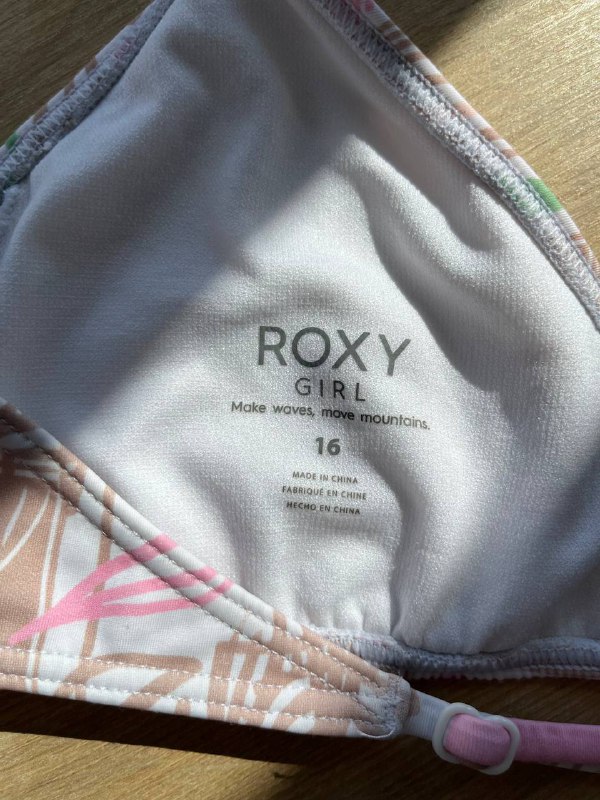 ROXY
GIRL
Make waves, move mountains.
16
MADE IN CHINA
FABRIQUÉ EN CHINE
HECHO EN CHINA